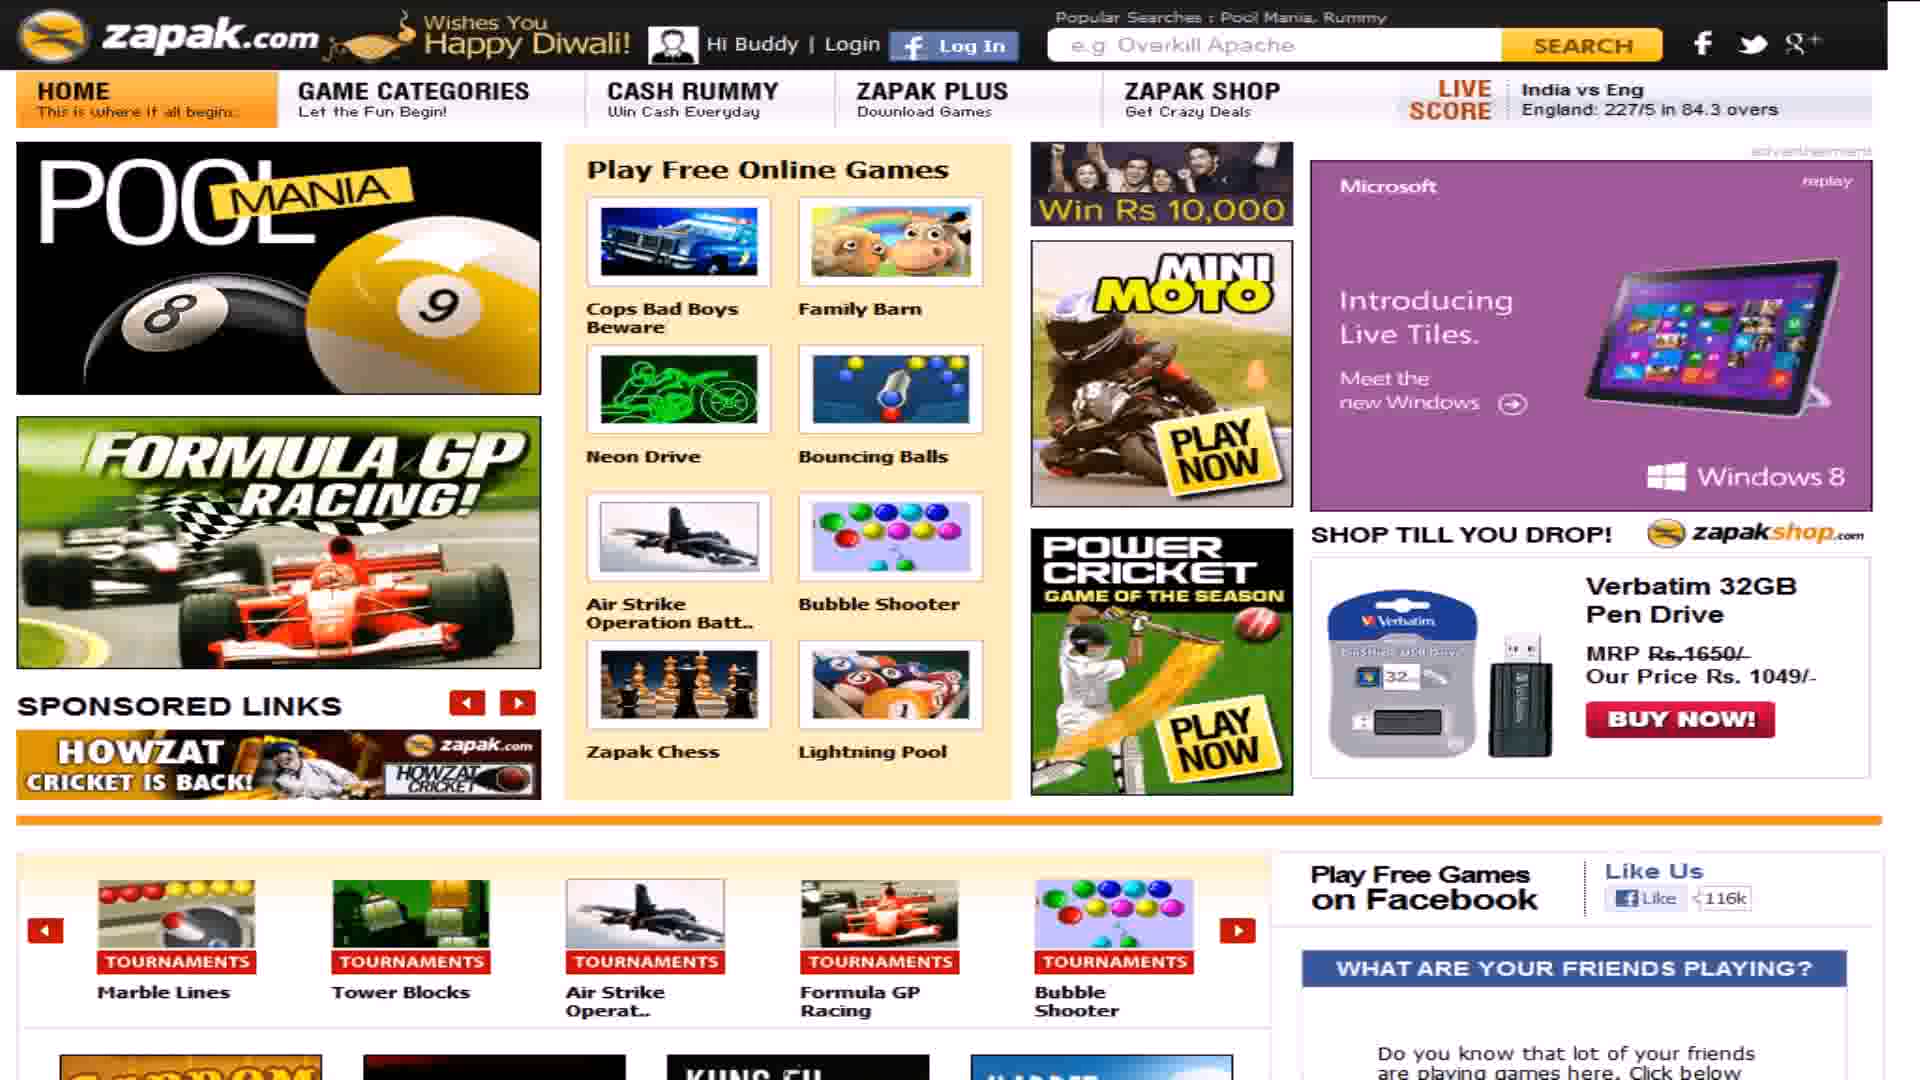 zapak.com
Wishes You
Happy Diwali!
Hi Buddy | Login
f Log In
Popular Searches : Pool Mania, Rummy
e.g Overkill Apache
SEARCH
HOME
This is where it all begins..
GAME CATEGORIES
Let the Fun Begin!
CASH RUMMY
Win Cash Everyday
ZAPAK PLUS
Download Games
ZAPAK SHOP
Get Crazy Deals
LIVE
SCORE
India vs Eng
England: 227/5 in 84.3 overs
POOL
MANIA
8
9
FORMULA GP
RACING!
SPONSORED LINKS
HOWZAT
CRICKET IS BACK!
zapak.com
HOWZAT
CRICKET
Play Free Online Games
Cops Bad Boys
Beware
Family Barn
Neon Drive
Bouncing Balls
Air Strike
Operation Batt..
Bubble Shooter
Zapak Chess
Lightning Pool
Win Rs 10,000
MINI
MOTO
PLAY
NOW
POWER
CRICKET
GAME OF THE SEASON
PLAY
NOW
advertisement
Microsoft
replay
Introducing
Live Tiles.
Meet the
new Windows
Windows 8
SHOP TILL YOU DROP!
zapakshop.com
Verbatim
32
Verbatim 32GB
Pen Drive
MRP Rs.1650/-
Our Price Rs. 1049/-
BUY NOW!
TOURNAMENTS
Marble Lines
TOURNAMENTS
Tower Blocks
TOURNAMENTS
Air Strike
Operat..
TOURNAMENTS
Formula GP
Racing
TOURNAMENTS
Bubble
Shooter
Play Free Games
on Facebook
Like Us
Like
116k
WHAT ARE YOUR FRIENDS PLAYING?
Do you know that lot of your friends
are playing games here. Click below
KUNG FU